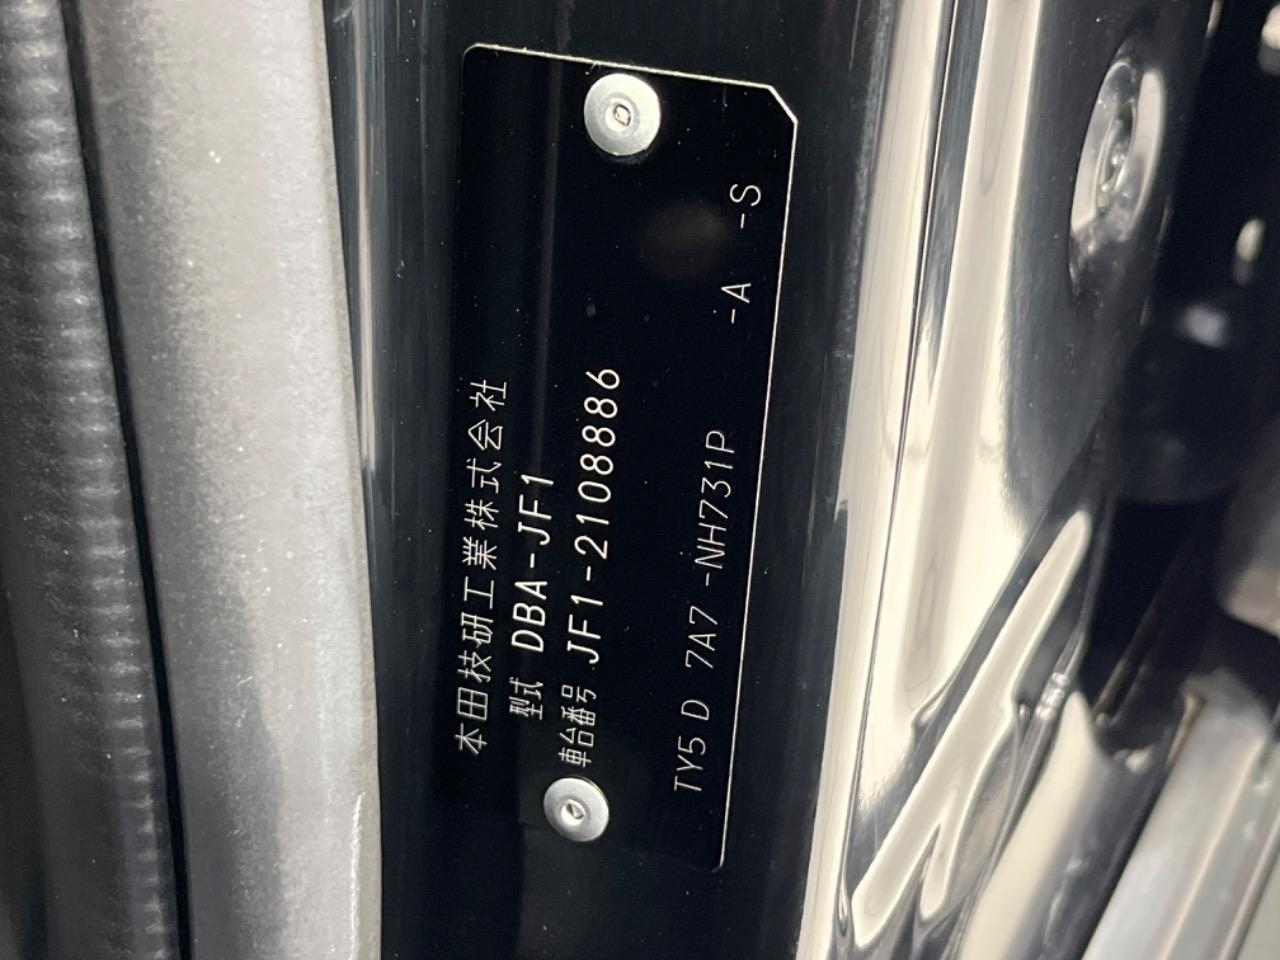 本田技研工業株式会社
型式 DBA-JF1
車台番号 JF1-2108886
TY5 D 7A7 -NH731P -A -S